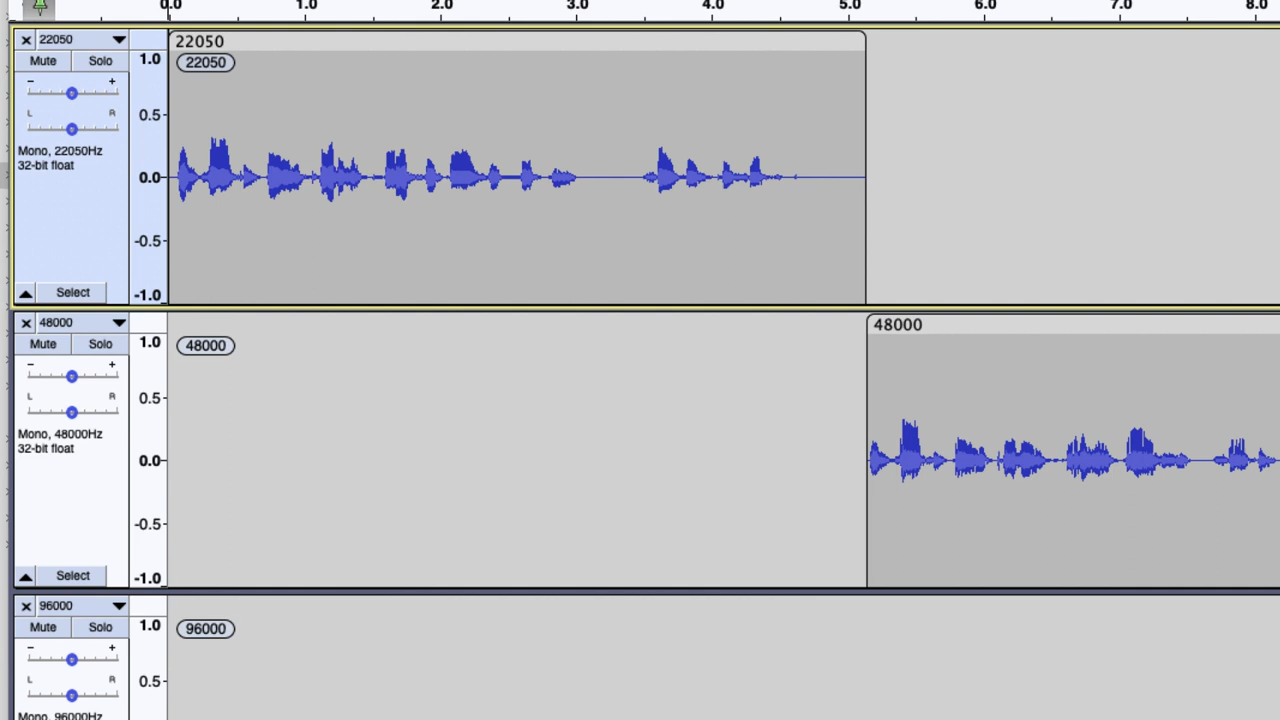 0.0 1.0 2.0 3.0 4.0 5.0 6.0 7.0 8.0
× 22050
Mute Solo
- +
L R
Mono, 22050Hz
32-bit float
Select
1.0
0.5-
0.0-
-0.5-
-1.0
22050
22050
× 48000
Mute Solo
- +
L R
Mono, 48000Hz
32-bit float
Select
1.0
0.5-
0.0-
-0.5-
-1.0
48000
48000
× 96000
Mute Solo
- +
L R
Mono, 96000Hz
1.0
0.5-
96000